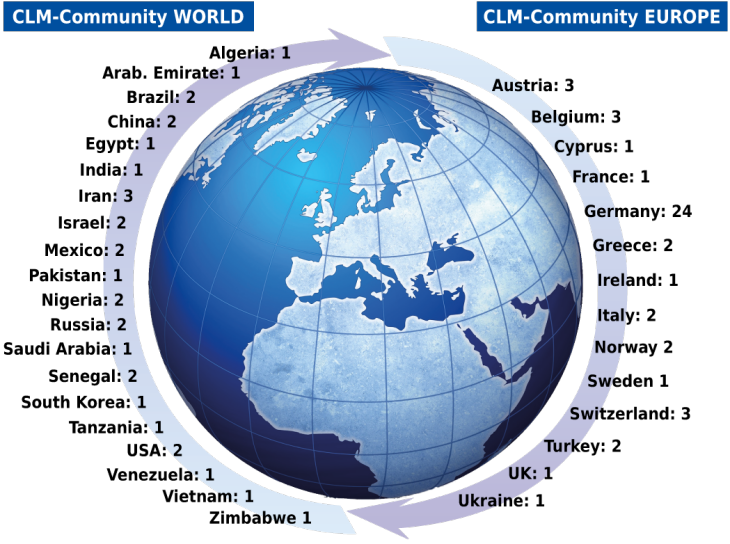 CLM-Community WORLD
Algeria: 1
Arab. Emirate: 1
Brazil: 2
China: 2
Egypt: 1
India: 1
Iran: 3
Israel: 2
Mexico: 2
Pakistan: 1
Nigeria: 2
Russia: 2
Saudi Arabia: 1
Senegal: 2
South Korea: 1
Tanzania: 1
USA: 2
Venezuela: 1
Vietnam: 1
Zimbabwe 1
CLM-Community EUROPE
Austria: 3
Belgium: 3
Cyprus: 1
France: 1
Germany: 24
Greece: 2
Ireland: 1
Italy: 2
Norway 2
Sweden 1
Switzerland: 3
Turkey: 2
UK: 1
Ukraine: 1